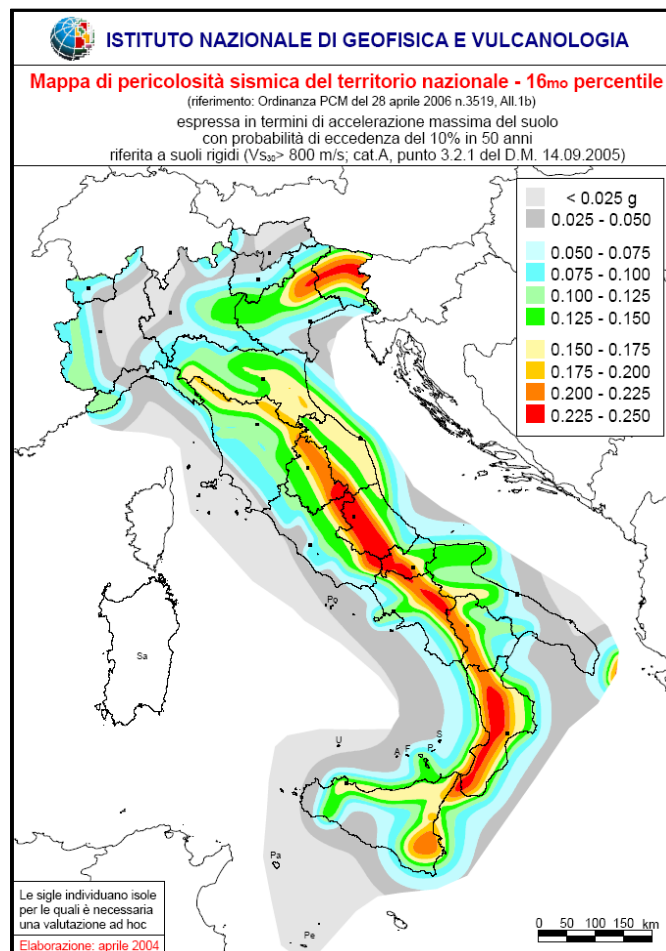 ISTITUTO NAZIONALE DI GEOFISICA E VULCANOLOGIA
Mappa di pericolosità sismica del territorio nazionale - 16mo percentile
(riferimento: Ordinanza PCM del 28 aprile 2006 n.3519, All.1b)
espressa in termini di accelerazione massima del suolo
con probabilità di eccedenza del 10% in 50 anni
riferita a suoli rigidi (Vs30> 800 m/s; cat.A, punto 3.2.1 del D.M. 14.09.2005)
< 0.025 g
0.025 - 0.050
0.050 - 0.075
0.075 - 0.100
0.100 - 0.125
0.125 - 0.150
0.150 - 0.175
0.175 - 0.200
0.200 - 0.225
0.225 - 0.250
Po
Sa
U
A
F
P
S
Pa
Pe
Le sigle individuano isole
per le quali è necessaria
una valutazione ad hoc
Elaborazione: aprile 2004
0 50 100 150 km